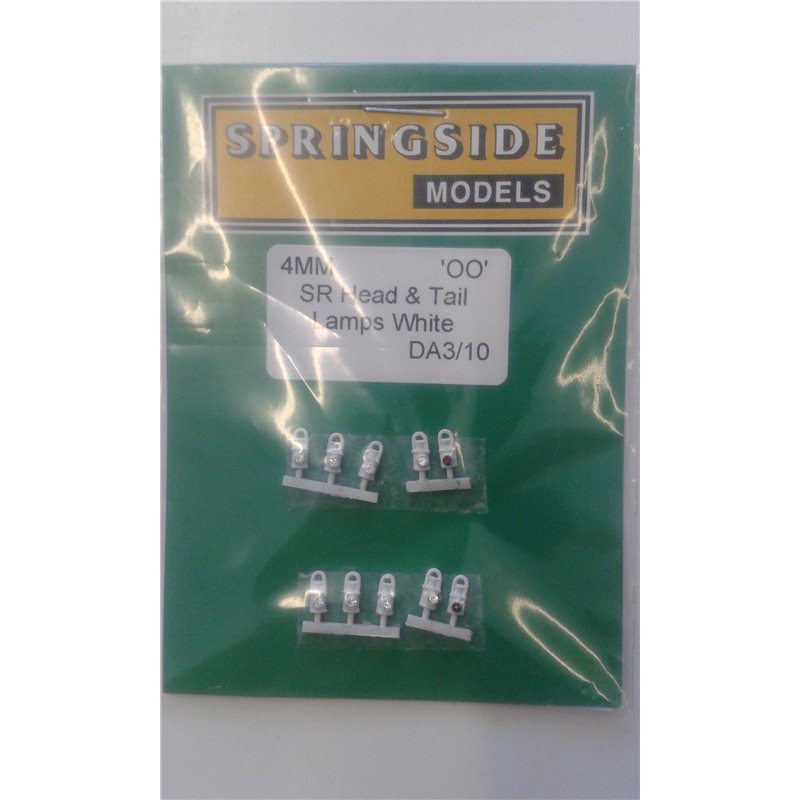 SPRINGSIDE
MODELS
4MM 'OO'
SR Head & Tail
Lamps White
DA3/10